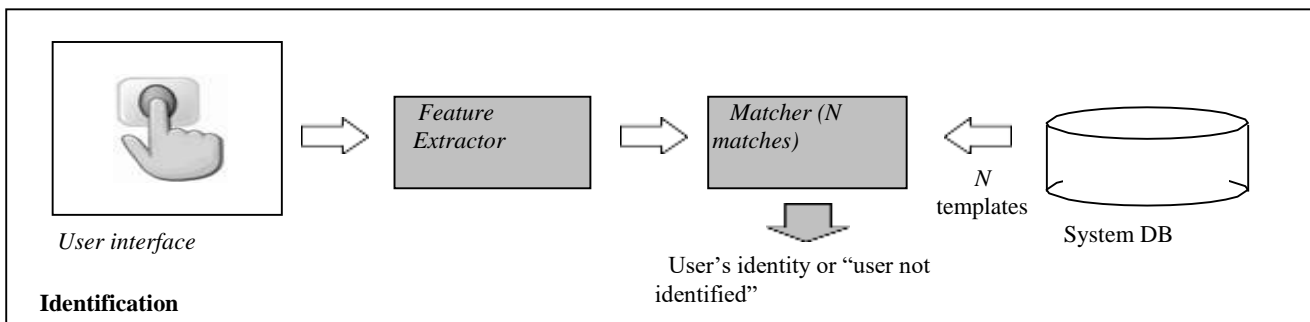 Feature
Extractor
Matcher (N
matches)
N
templates
User interface
System DB
User’s identity or “user not
identified”
Identification